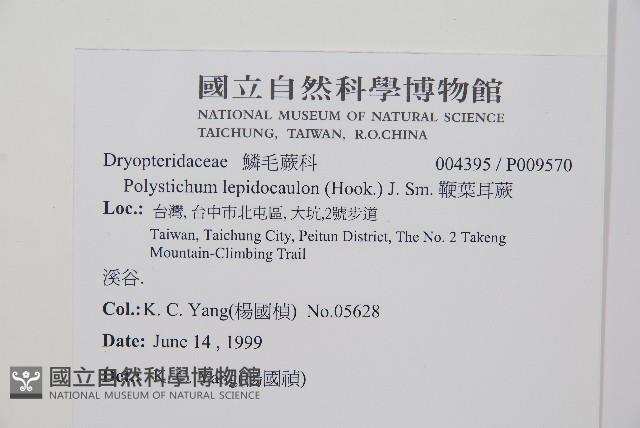 國立自然科學博物館
NATIONAL MUSEUM OF NATURAL SCIENCE
TAICHUNG, TAIWAN, R.O.CHINA
Dryopteridaceae 鱗毛蕨科 004395 / P009570
Polystichum lepidocaulon (Hook.) J. Sm. 鞭葉耳蕨
Loc.: 台灣, 台中市北屯區, 大坑,2號步道
Taiwan, Taichung City, Peitun District, The No. 2 Takeng
Mountain-Climbing Trail
溪谷.
Col.: K. C. Yang(楊國楨) No.05628
Date: June 14 , 1999
國立自然科學博物館
NATIONAL MUSEUM OF NATURAL SCIENCE